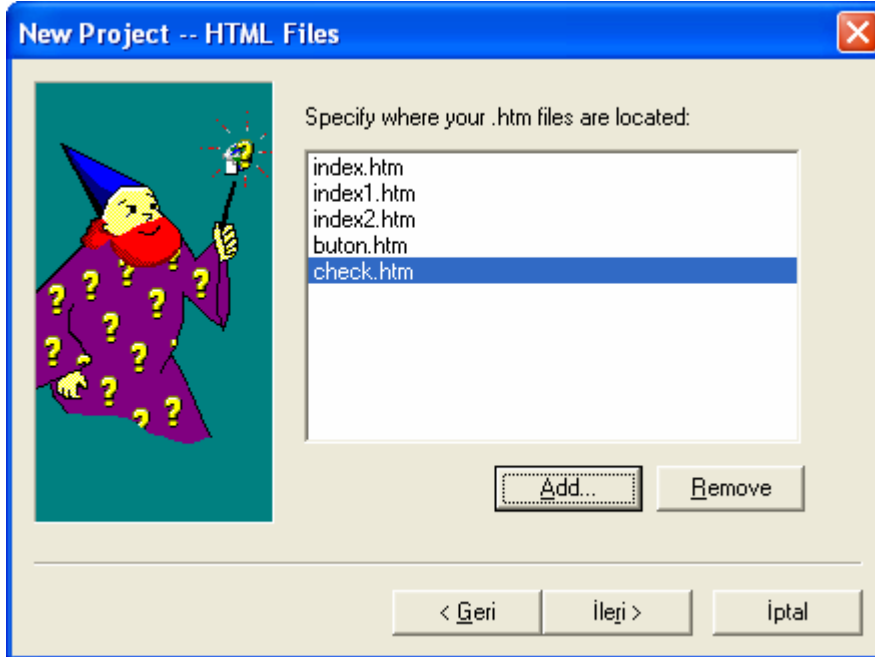 New Project -- HTML Files
Specify where your .htm files are located:
index.htm
index1.htm
index2.htm
buton.htm
check.htm
Add... Remove
< Geri İleri > İptal